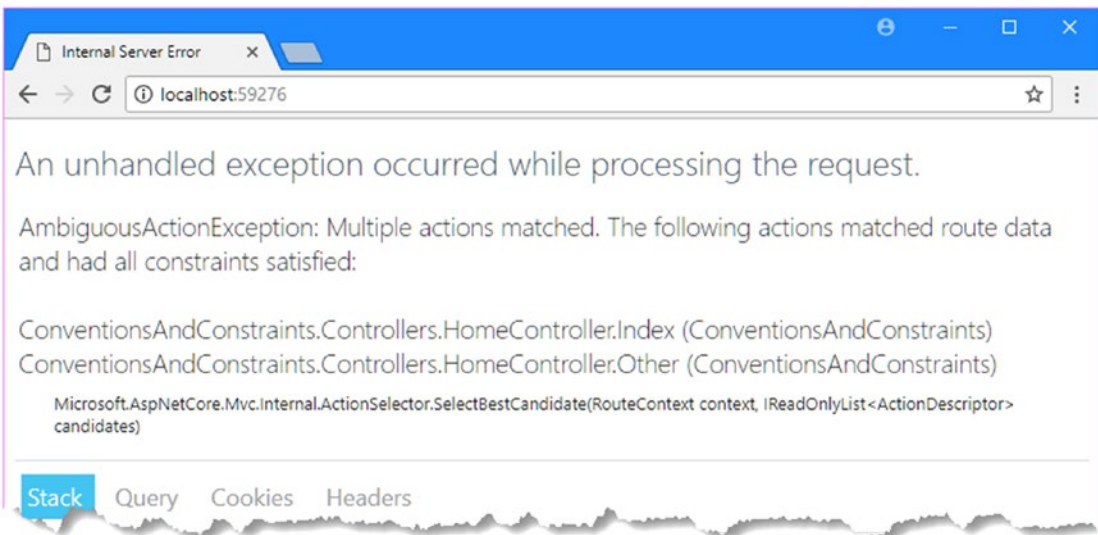 Internal Server Error
localhost:59276
An unhandled exception occurred while processing the request.
AmbiguousActionException: Multiple actions matched. The following actions matched route data
and had all constraints satisfied:
ConventionsAndConstraints.Controllers.HomeController.Index (ConventionsAndConstraints)
ConventionsAndConstraints.Controllers.HomeController.Other (ConventionsAndConstraints)
Microsoft.AspNetCore.Mvc.Internal.ActionSelector.SelectBestCandidate(RouteContext context, IReadOnlyList<ActionDescriptor>
candidates)
Stack Query Cookies Headers